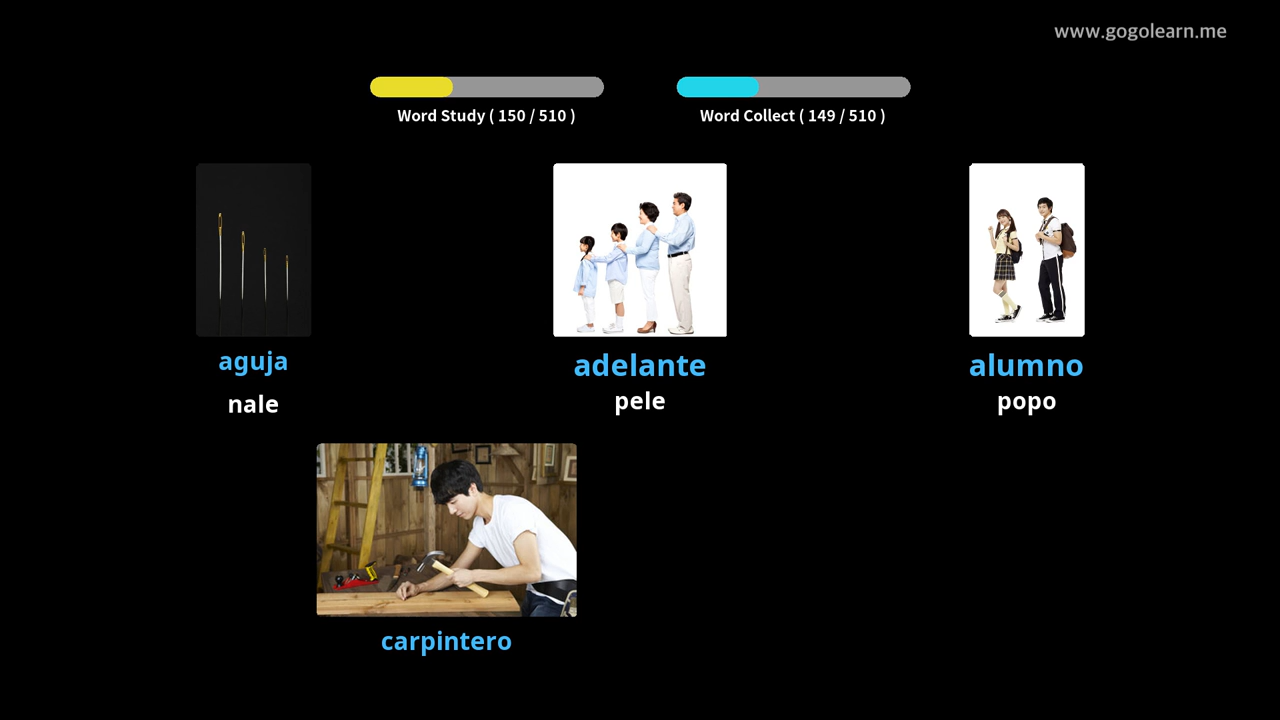 www.gogolearn.me
Word Study ( 150 / 510 )
Word Collect ( 149 / 510 )
aguja
nale
adelante
pele
alumno
popo
carpintero